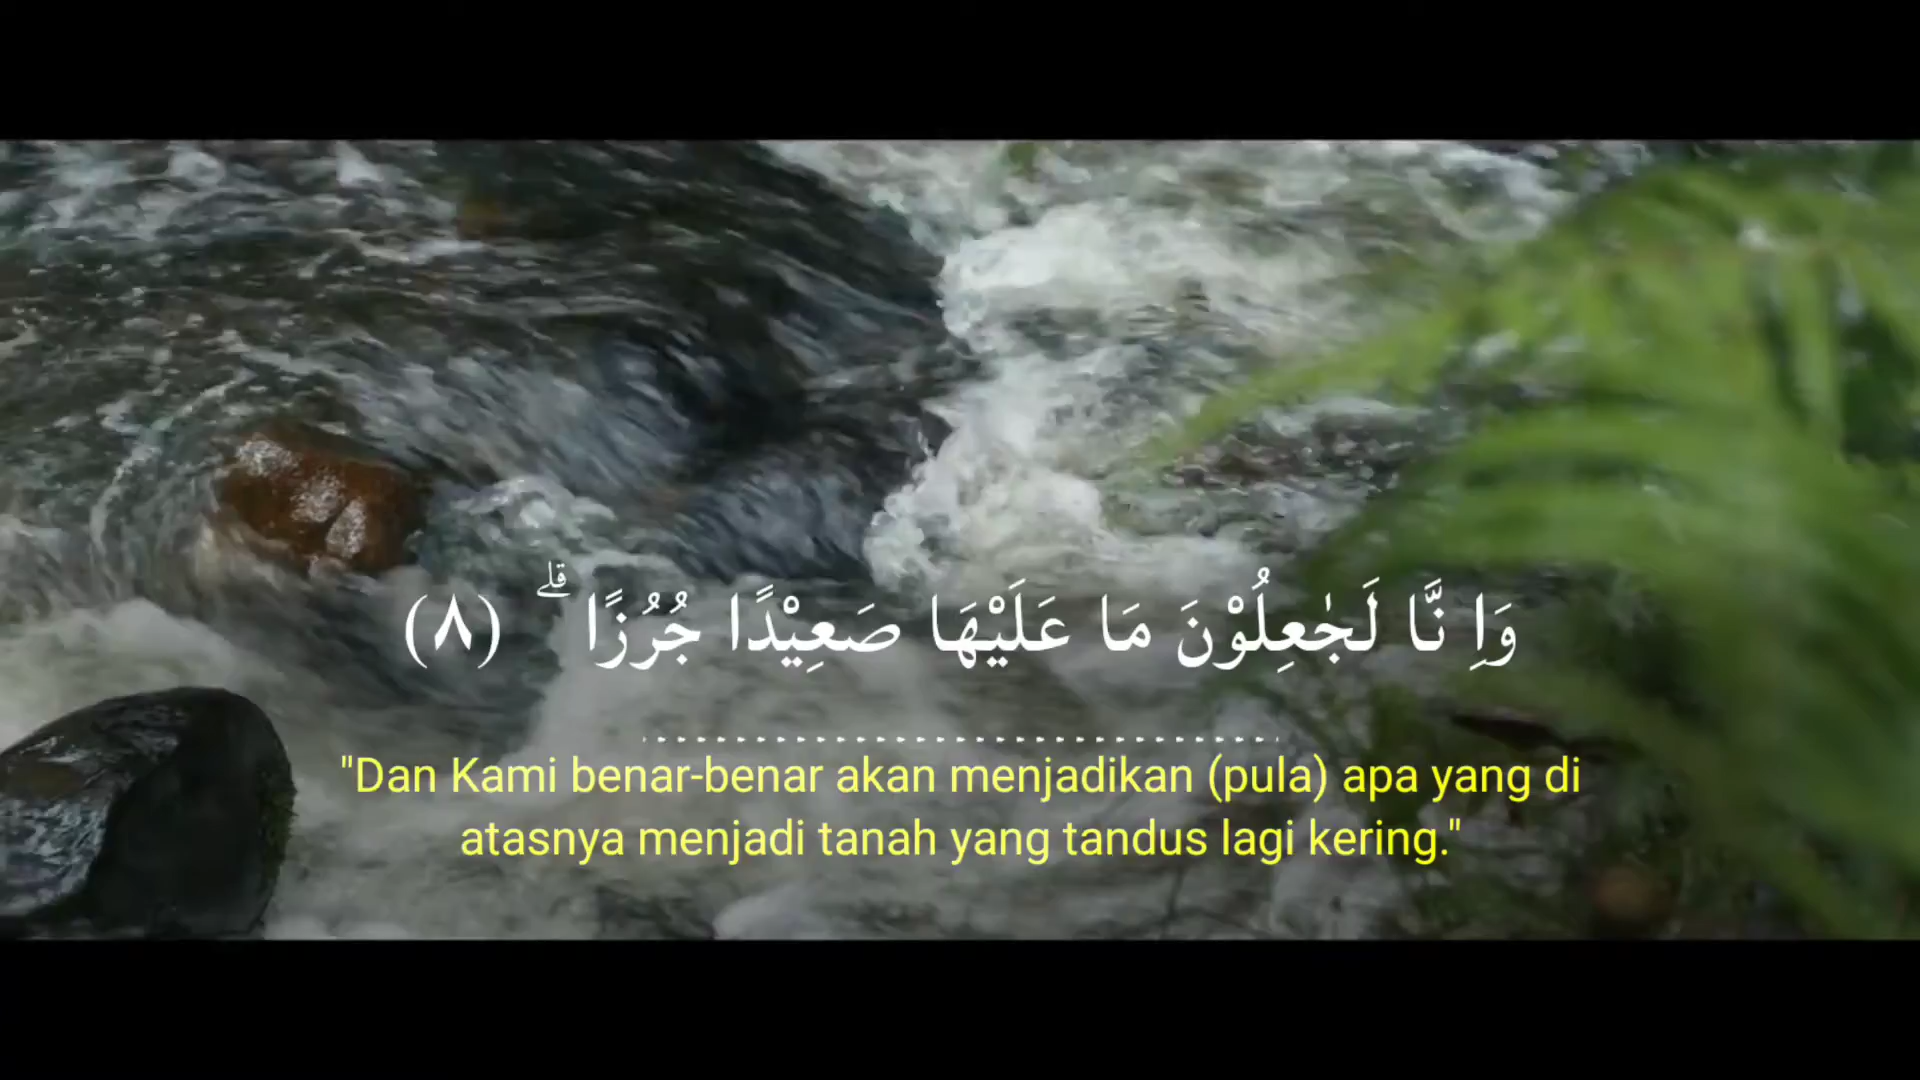 وَاِ نَّا لَجٰعِلُوْنَ مَا عَلَيْهَا صَعِيْدًا جُرُزًا ۗ (٨)
"Dan Kami benar-benar akan menjadikan (pula) apa yang di
atasnya menjadi tanah yang tandus lagi kering."